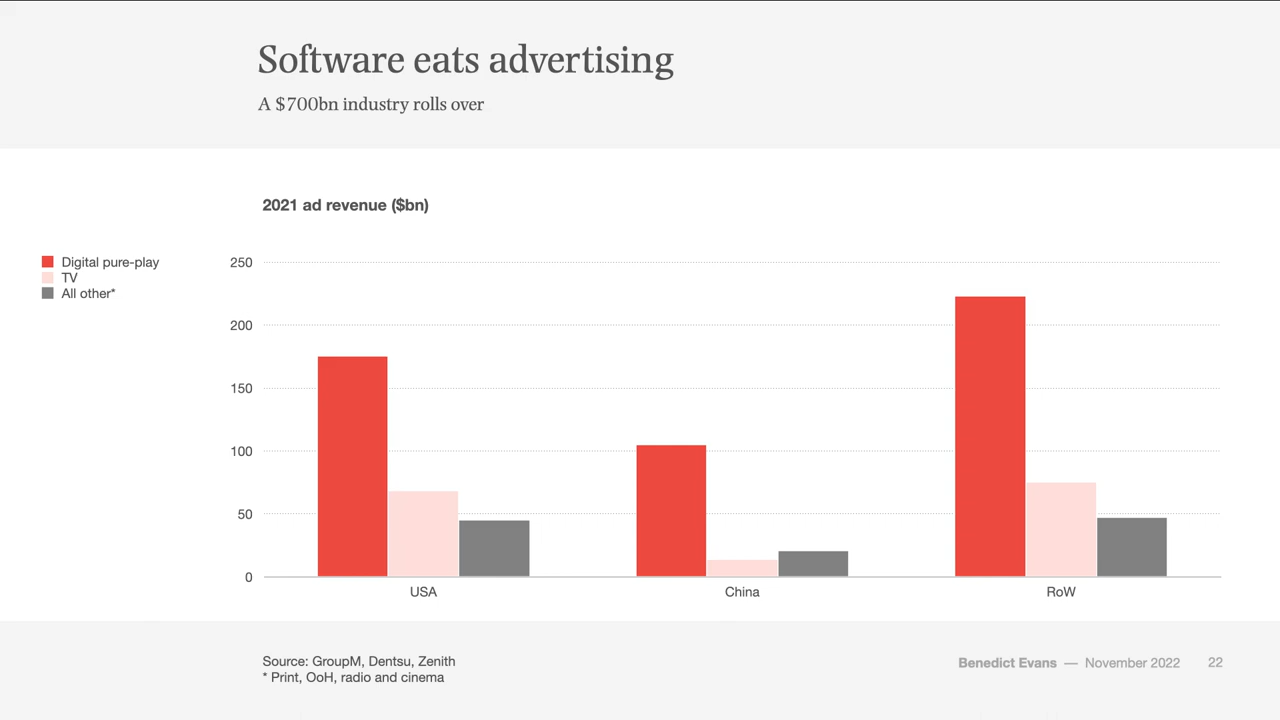 Software eats advertising
A $700bn industry rolls over
2021 ad revenue ($bn)
Digital pure-play
TV
All other*
250
200
150
100
50
0
USA
China
RoW
Source: GroupM, Dentsu, Zenith
* Print, OoH, radio and cinema
Benedict Evans — November 2022 22